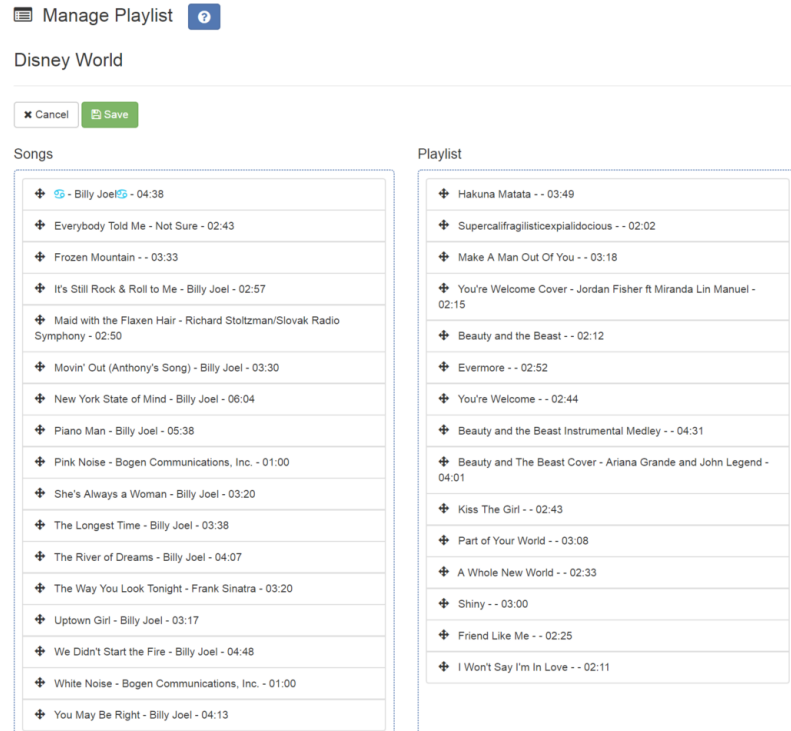 Manage Playlist
Disney World
Cancel
Save
Songs
♋ - Billy Joel♋ - 04:38
Everybody Told Me - Not Sure - 02:43
Frozen Mountain - - 03:33
It's Still Rock & Roll to Me - Billy Joel - 02:57
Maid with the Flaxen Hair - Richard Stoltzman/Slovak Radio
Symphony - 02:50
Movin' Out (Anthony's Song) - Billy Joel - 03:30
New York State of Mind - Billy Joel - 06:04
Piano Man - Billy Joel - 05:38
Pink Noise - Bogen Communications, Inc. - 01:00
She's Always a Woman - Billy Joel - 03:20
The Longest Time - Billy Joel - 03:38
The River of Dreams - Billy Joel - 04:07
The Way You Look Tonight - Frank Sinatra - 03:20
Uptown Girl - Billy Joel - 03:17
We Didn't Start the Fire - Billy Joel - 04:48
White Noise - Bogen Communications, Inc. - 01:00
You May Be Right - Billy Joel - 04:13
Playlist
Hakuna Matata - - 03:49
Supercalifragilisticexpialidocious - - 02:02
Make A Man Out Of You - - 03:18
You're Welcome Cover - Jordan Fisher ft Miranda Lin Manuel -
02:15
Beauty and the Beast - - 02:12
Evermore - - 02:52
You're Welcome - - 02:44
Beauty and the Beast Instrumental Medley - - 04:31
Beauty and The Beast Cover - Ariana Grande and John Legend -
04:01
Kiss The Girl - - 02:43
Part of Your World - - 03:08
A Whole New World - - 02:33
Shiny - - 03:00
Friend Like Me - - 02:25
I Won't Say I'm In Love - - 02:11